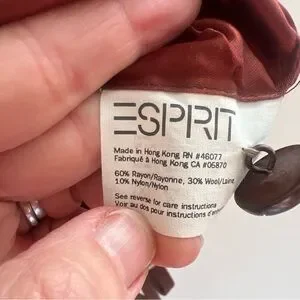 ESPRIT
Made in Hong Kong RN #46077
Fabriqué à Hong Kong CA #05870
60% Rayon/Rayonne, 30% Wool/Laine
10% Nylon/Nylon
See reverse for care instructions
Voir au dos pour instructions